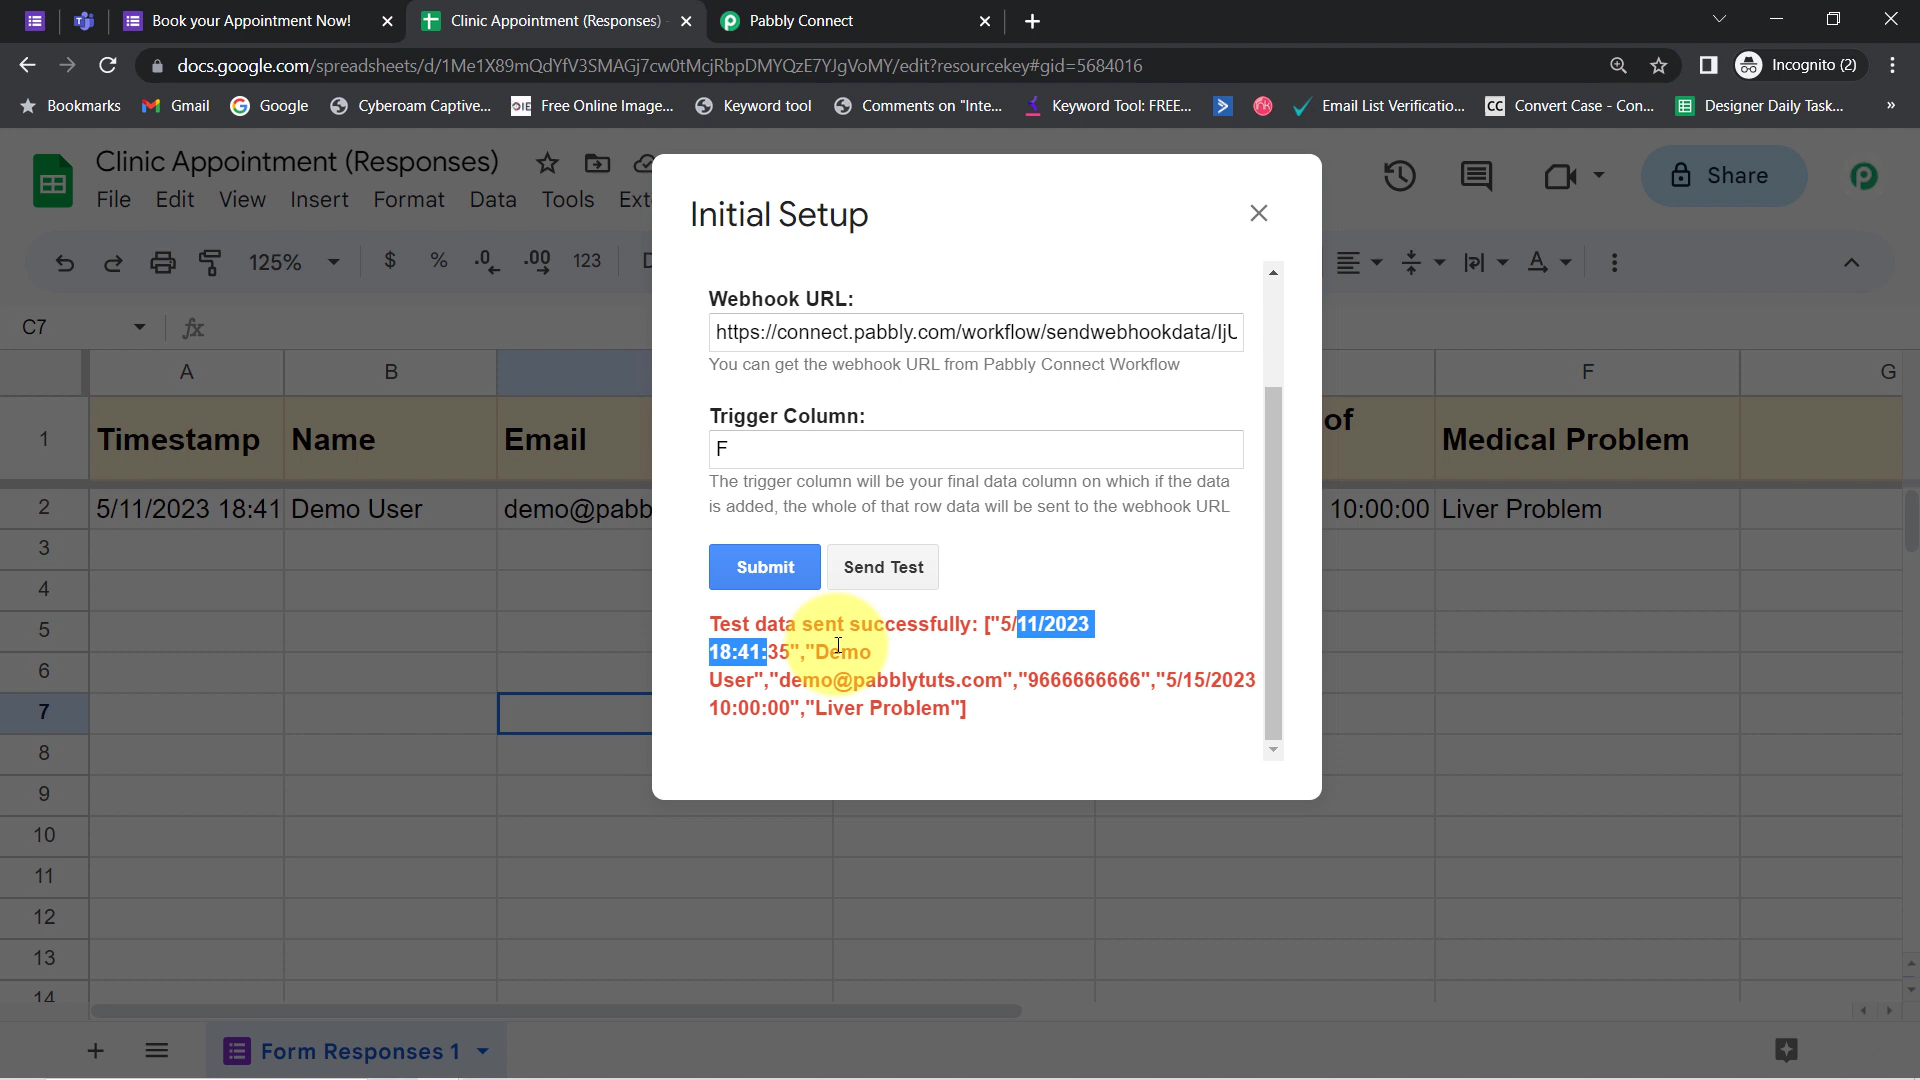 Book your Appointment Now!
Clinic Appointment (Responses)
Pabbly Connect
docs.google.com/spreadsheets/d/1Me1X89mQdYfV3SMAGj7cw0tMcjRbpDMYQzE7YJgVoMY/edit?resourcekey#gid=5684016
Incognito (2)
Bookmarks
Gmail
Google
Cyberoam Captive...
Free Online Image...
Keyword tool
Comments on "Inte...
Keyword Tool: FREE...
Email List Verificatio...
CC Convert Case - Con...
Designer Daily Task...
»
Clinic Appointment (Responses)
Share
File Edit View Insert Format Data Tools Ext
125% $ % .0 .00 123 D
C7
fx
A B F G
1 Timestamp Name Email of Medical Problem
2 5/11/2023 18:41 Demo User demo@pabb 10:00:00 Liver Problem
3
4
5
6
7
8
9
10
11
12
13
14
Initial Setup
Webhook URL:
https://connect.pabbly.com/workflow/sendwebhookdata/IjU
You can get the webhook URL from Pabbly Connect Workflow
Trigger Column:
F
The trigger column will be your final data column on which if the data
is added, the whole of that row data will be sent to the webhook URL
Submit
Send Test
Test data sent successfully: ["5/11/2023
18:41:35","Demo
User","demo@pabblytuts.com","9666666666","5/15/2023
10:00:00","Liver Problem"]
Form Responses 1